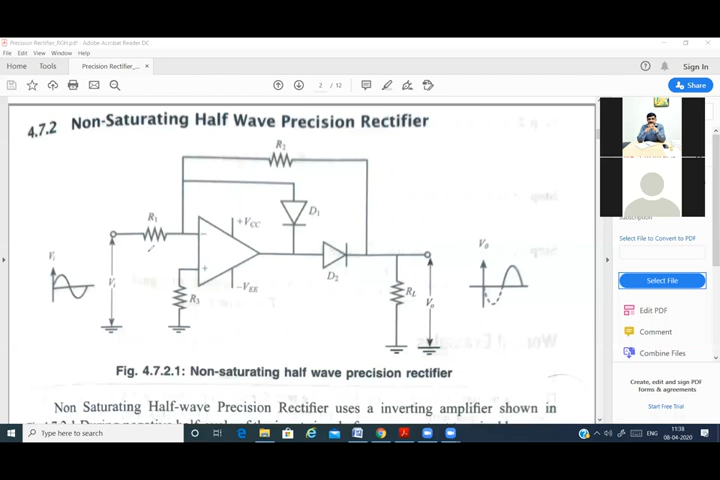 Precision Rectifier_RGH.pdf - Adobe Acrobat Reader DC
File Edit View Window Help
Home Tools Precision Rectifier_... × Sign In
2 / 12 Share
4.7.2 Non-Saturating Half Wave Precision Rectifier
R2
D1
R1
+VCC
Vi
−
Vi
+
−VEE
D2
R3
RL
Vo
Vo
Fig. 4.7.2.1: Non-saturating half wave precision rectifier
Non Saturating Half-wave Precision Rectifier uses a inverting amplifier shown in
subscription
Select File to Convert to PDF
Select File
Edit PDF
Comment
Combine Files
Create, edit and sign PDF
forms & agreements
Start Free Trial
Type here to search
ENG
11:38
08-04-2020